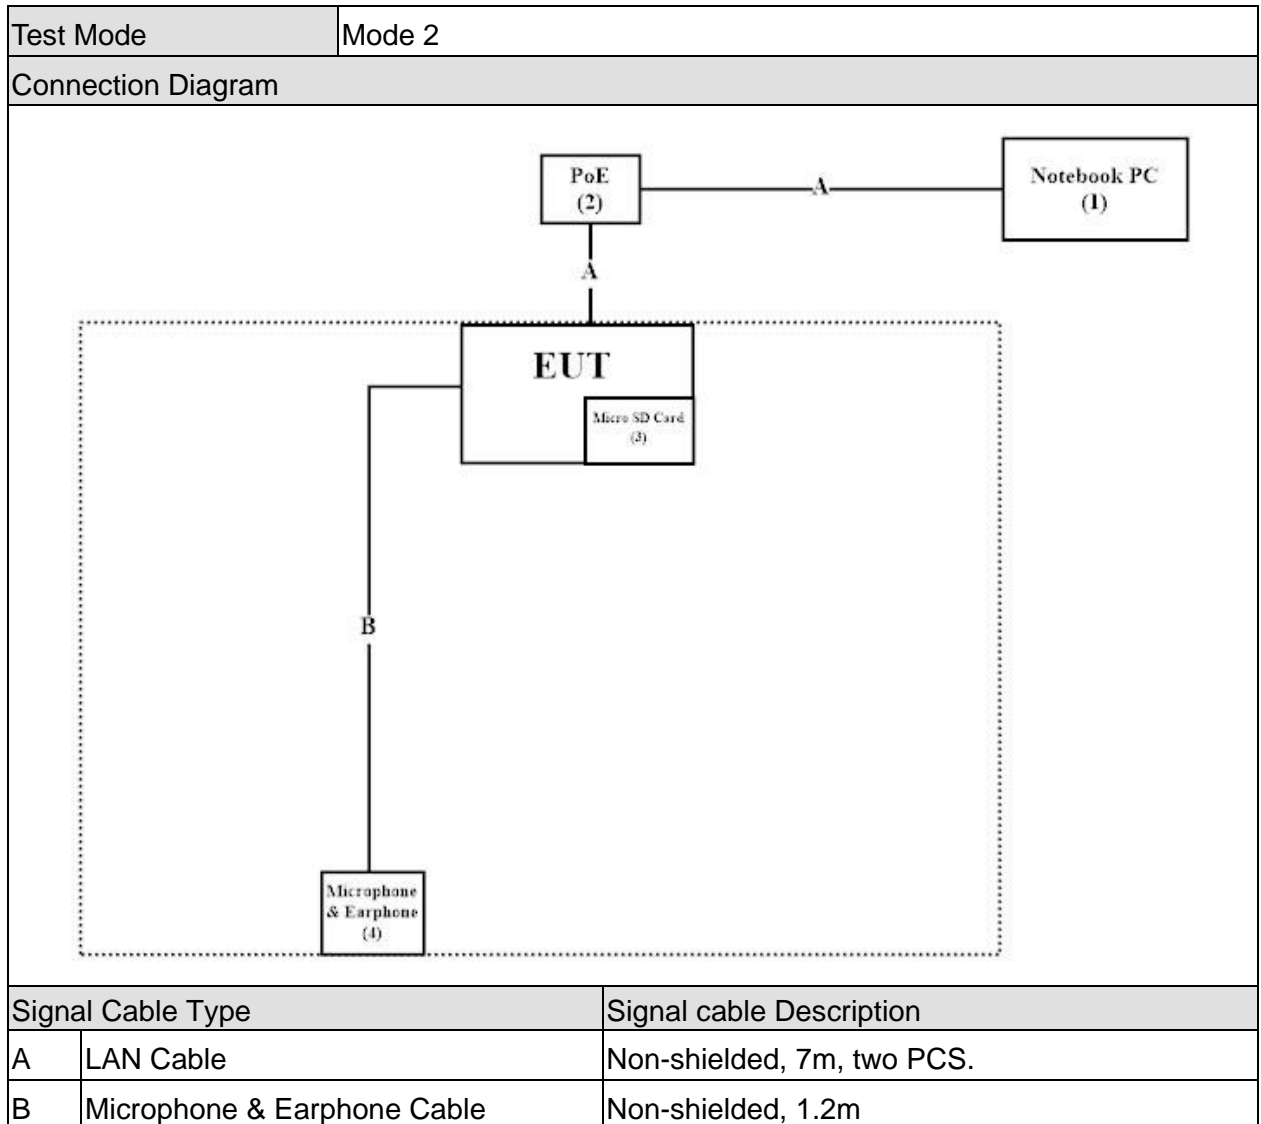 Test Mode Mode 2
Connection Diagram
PoE
(2)
A
Notebook PC
(1)
A
EUT
Micro SD Card
(3)
B
Microphone
& Earphone
(4)
Signal Cable Type Signal cable Description
A LAN Cable Non-shielded, 7m, two PCS.
B Microphone & Earphone Cable Non-shielded, 1.2m